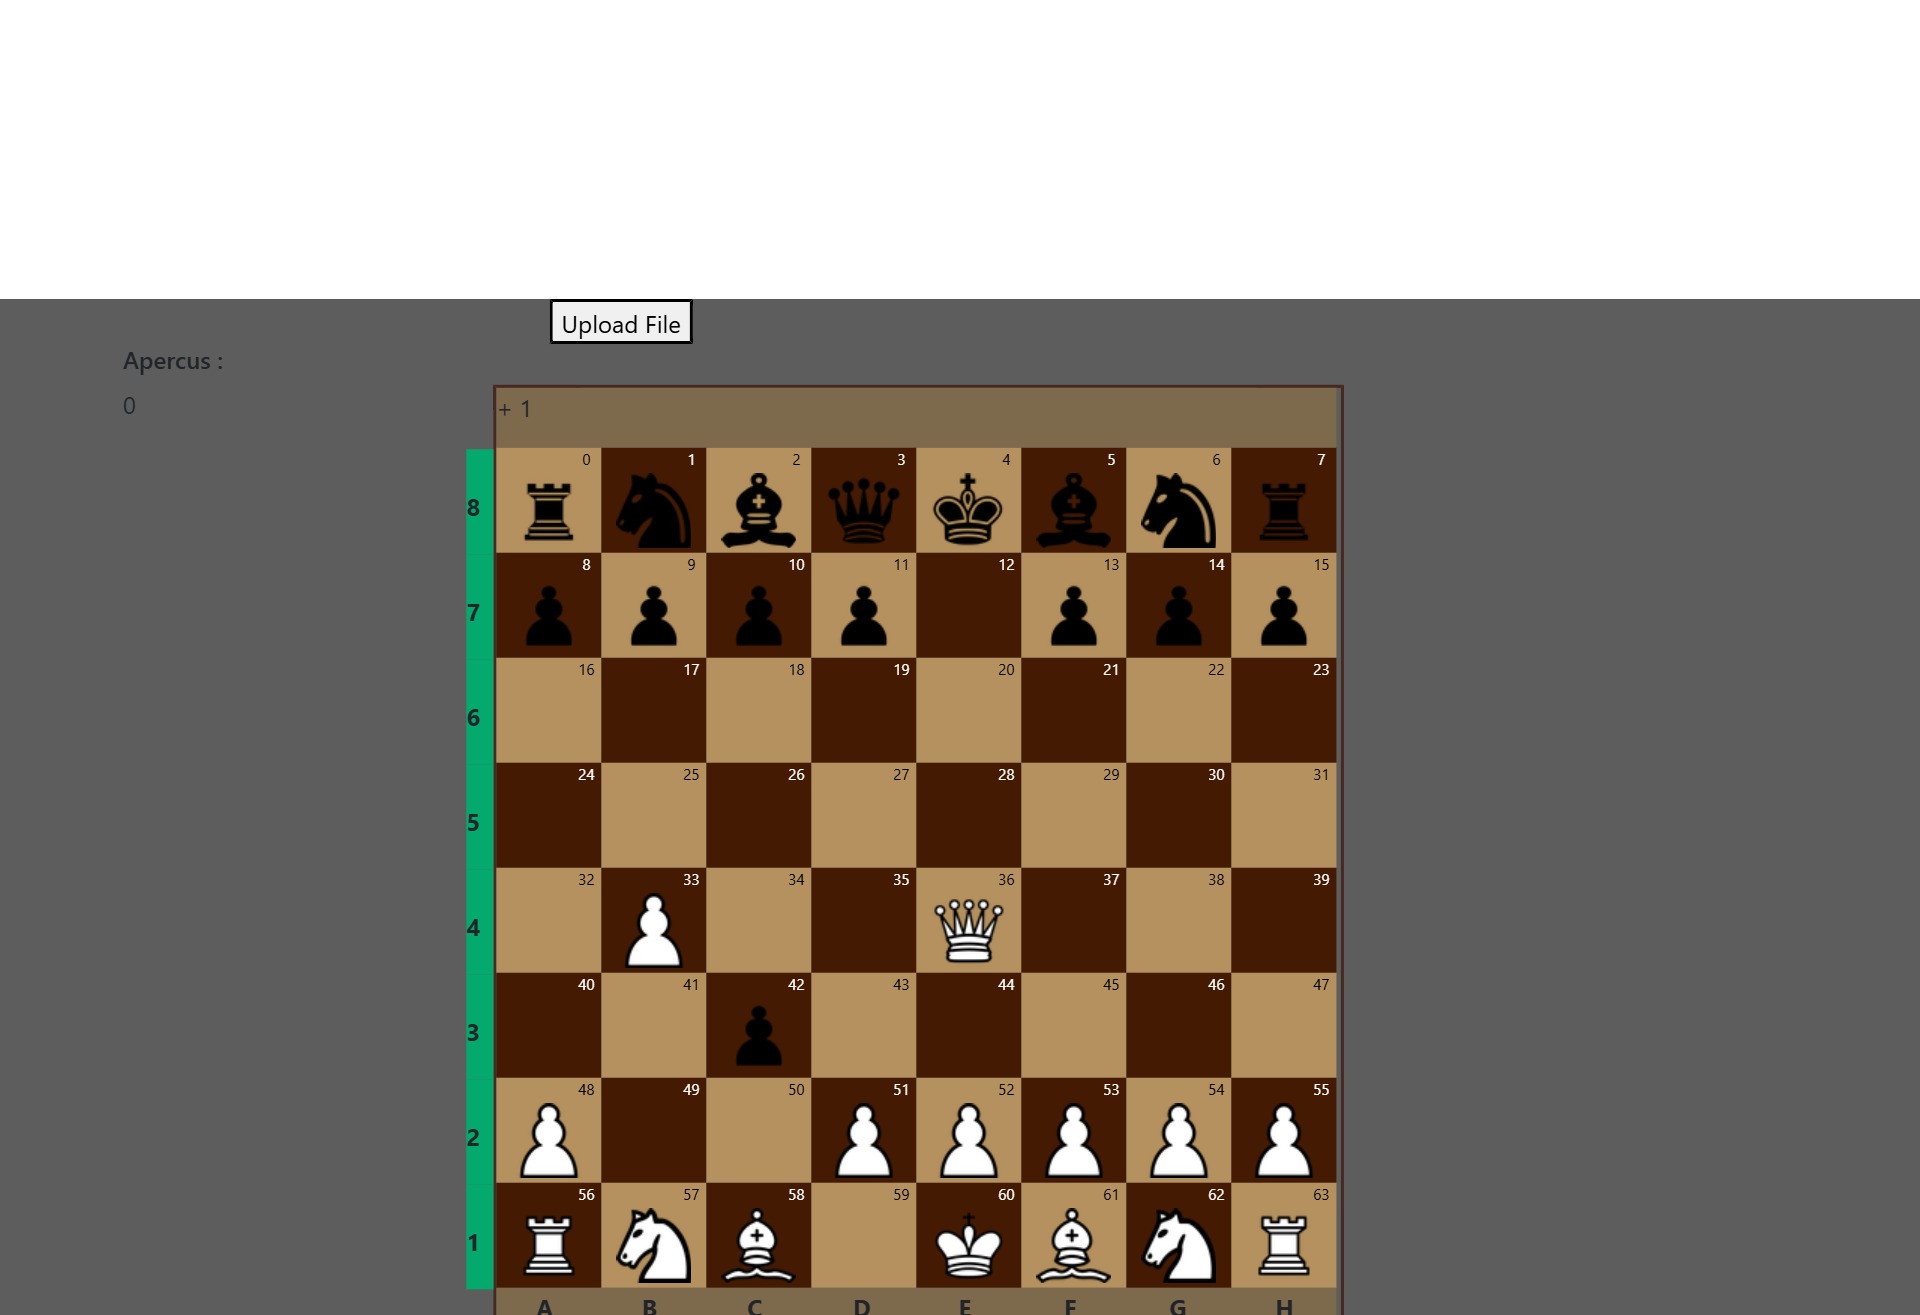 Upload File
Apercus :
0
+ 1
0 1 2 3 4 5 6 7
8
8 9 10 11 12 13 14 15
7
16 17 18 19 20 21 22 23
6
24 25 26 27 28 29 30 31
5
32 33 34 35 36 37 38 39
4
40 41 42 43 44 45 46 47
3
48 49 50 51 52 53 54 55
2
56 57 58 59 60 61 62 63
1
A B C D E F G H